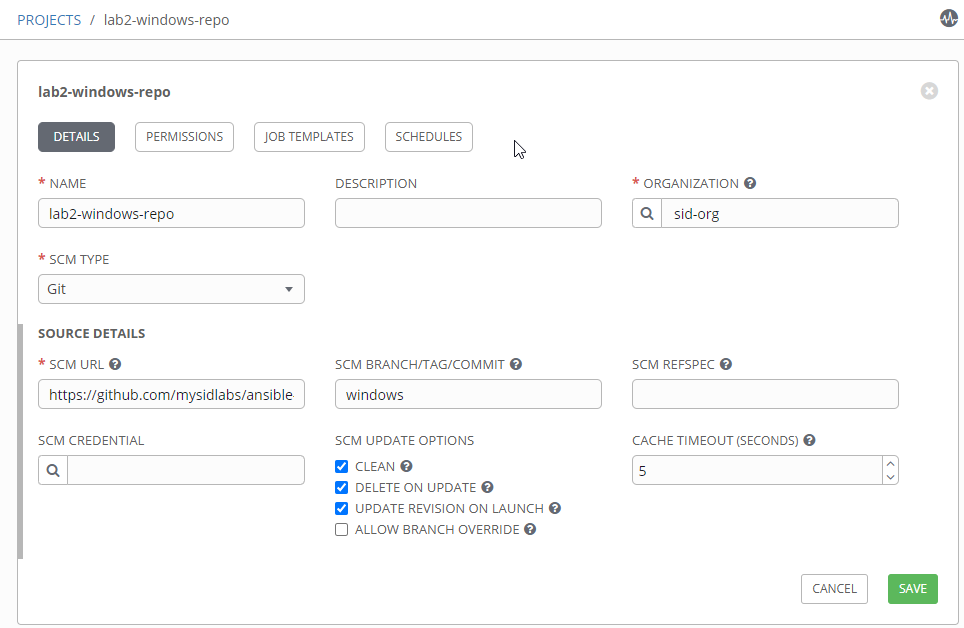 PROJECTS / lab2-windows-repo
lab2-windows-repo
DETAILS PERMISSIONS JOB TEMPLATES SCHEDULES
* NAME DESCRIPTION * ORGANIZATION ?
lab2-windows-repo sid-org
* SCM TYPE
Git
SOURCE DETAILS
* SCM URL ? SCM BRANCH/TAG/COMMIT ? SCM REFSPEC ?
https://github.com/mysidlabs/ansible windows
SCM CREDENTIAL SCM UPDATE OPTIONS CACHE TIMEOUT (SECONDS) ?
CLEAN ?
5
DELETE ON UPDATE ?
UPDATE REVISION ON LAUNCH ?
ALLOW BRANCH OVERRIDE ?
CANCEL SAVE